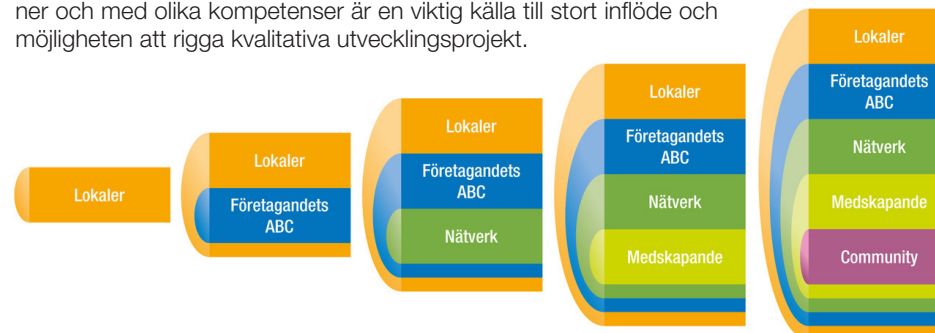 ner och med olika kompetenser är en viktig källa till stort inflöde och
möjligheten att rigga kvalitativa utvecklingsprojekt.
Lokaler
Lokaler
Företagandets
ABC
Lokaler
Företagandets
ABC
Nätverk
Lokaler
Företagandets
ABC
Nätverk
Medskapande
Lokaler
Företagandets
ABC
Nätverk
Medskapande
Community